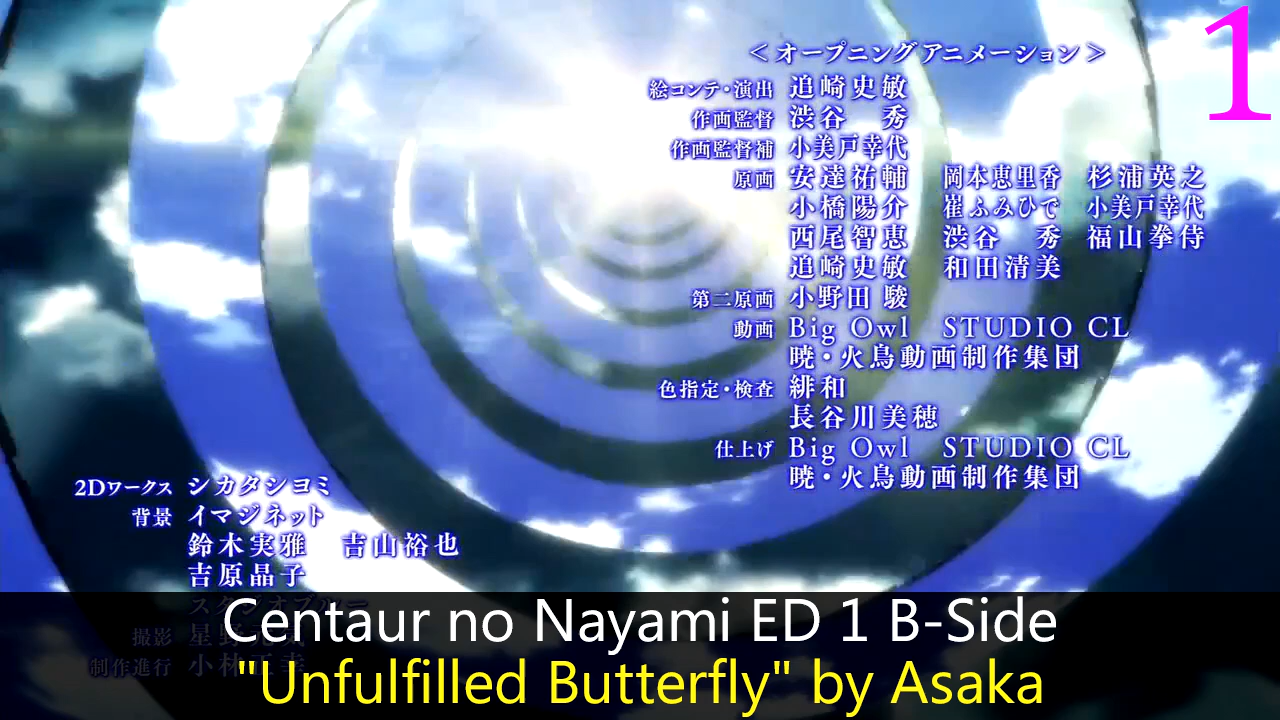 1
＜オープニングアニメーション＞
絵コンテ・演出 追崎史敏
作画監督 渋谷 秀
作画監督補 小美戸幸代
原画 安達祐輔 岡本恵里香 杉浦英之
小橋陽介 崔ふみひで 小美戸幸代
西尾智恵 渋谷 秀 福山拳侍
追崎史敏 和田清美
第二原画 小野田 駿
動画 Big Owl STUDIO CL
暁・火鳥動画制作集団
色指定・検査 緋和
長谷川美穂
仕上げ Big Owl STUDIO CL
暁・火鳥動画制作集団
2Dワークス シカタシヨミ
背景 イマジネット
鈴木実雅 吉山裕也
吉原晶子
撮影
制作進行 小林
Centaur no Nayami ED 1 B-Side
"Unfulfilled Butterfly" by Asaka